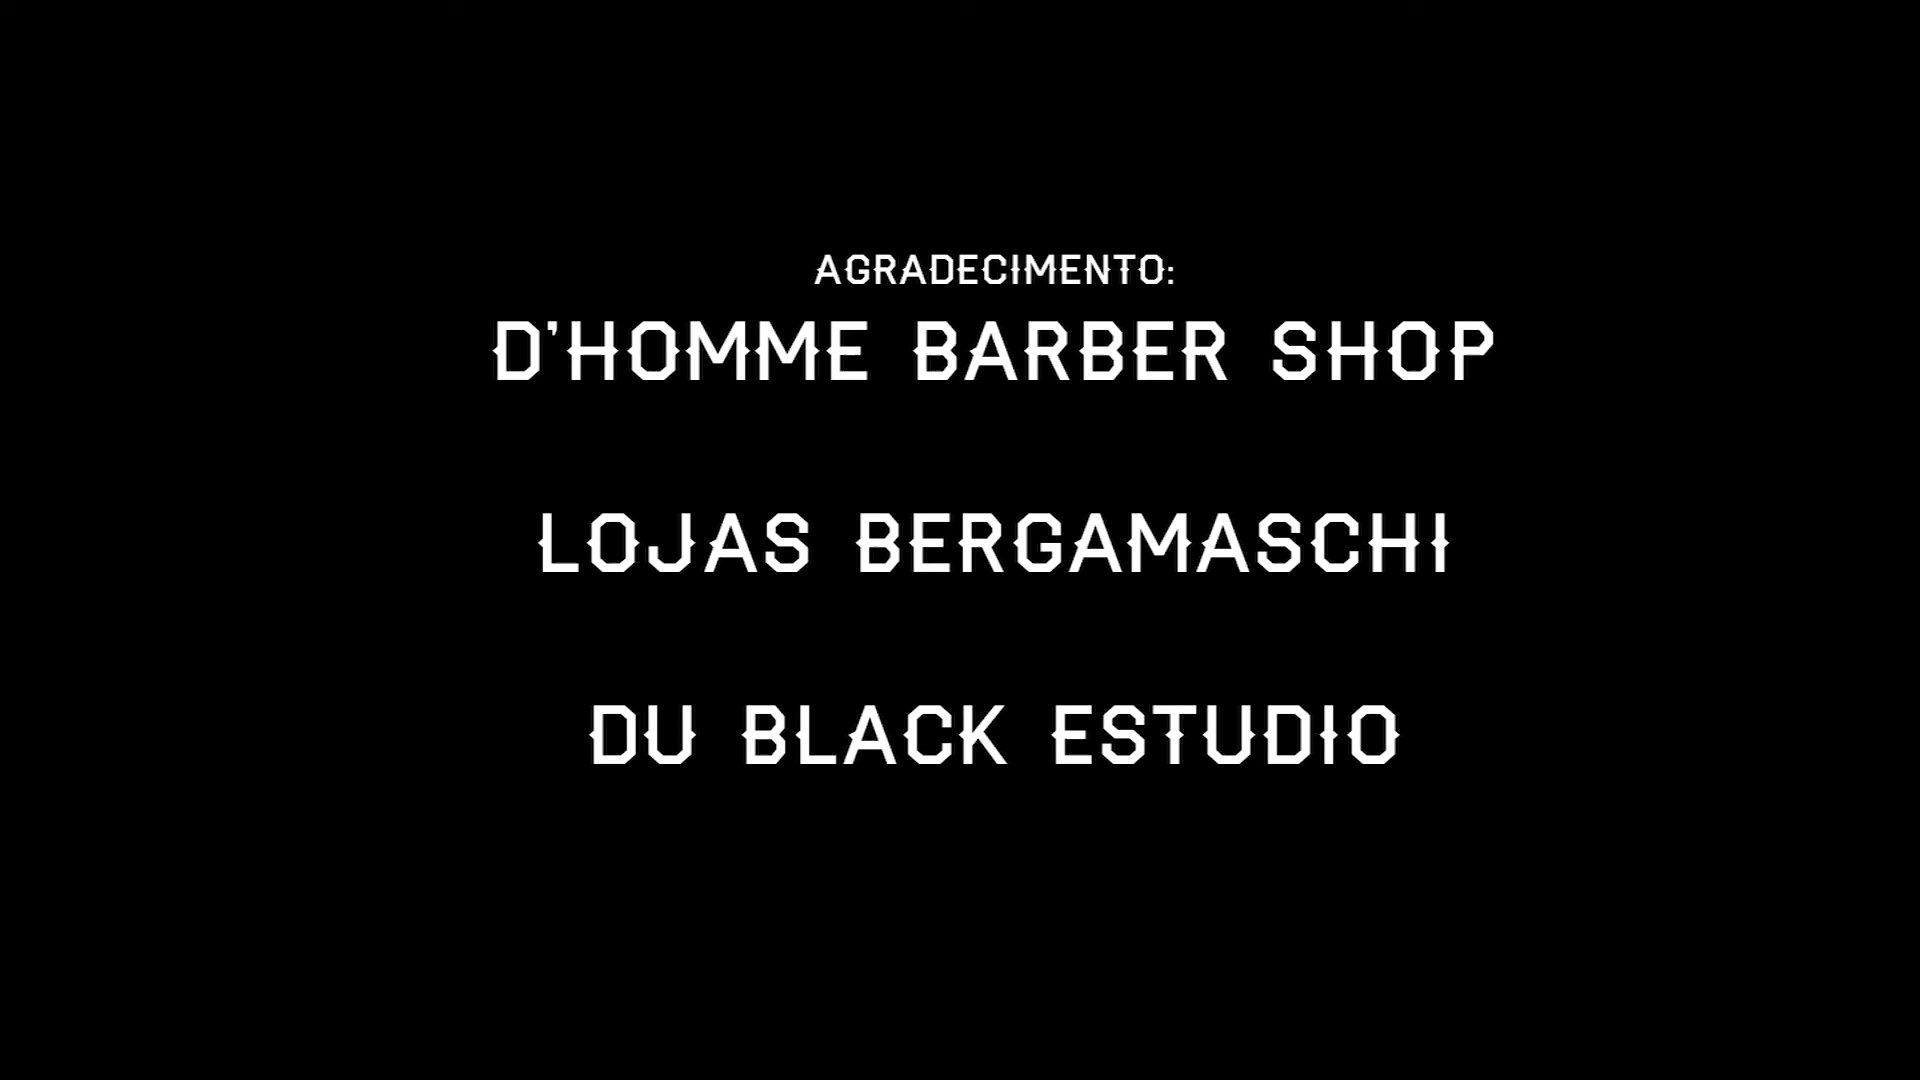 AGRADECIMENTO:
D'HOMME BARBER SHOP
LOJAS BERGAMASCHI
DU BLACK ESTUDIO